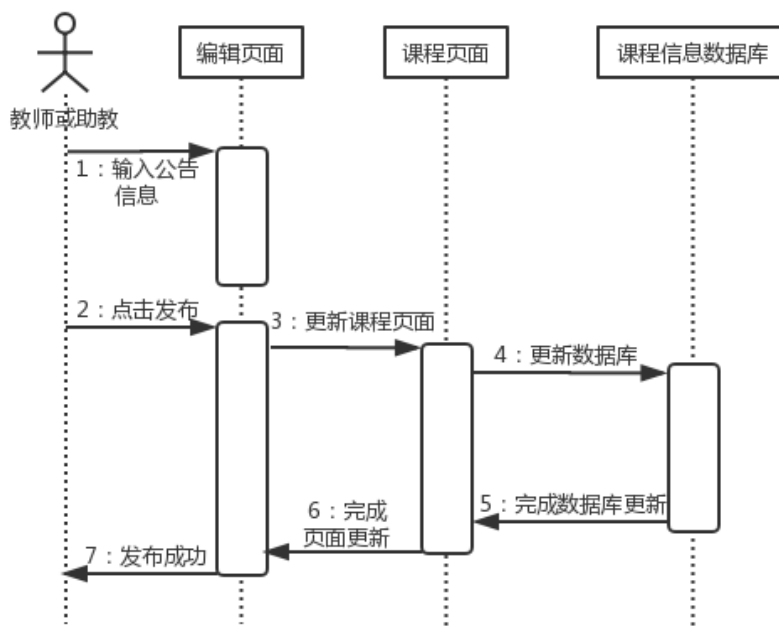 编辑页面
课程页面
课程信息数据库
教师或助教
1：输入公告
信息
2：点击发布
3：更新课程页面
4：更新数据库
5：完成数据库更新
6：完成
页面更新
7：发布成功